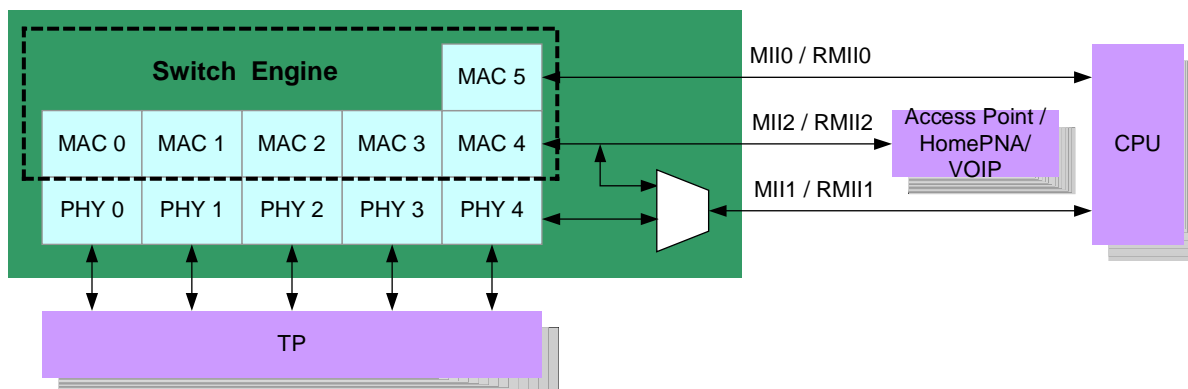 Switch Engine
MAC 5
MII0 / RMII0
MAC 0
MAC 1
MAC 2
MAC 3
MAC 4
MII2 / RMII2
Access Point /
HomePNA/
VOIP
CPU
PHY 0
PHY 1
PHY 2
PHY 3
PHY 4
MII1 / RMII1
TP